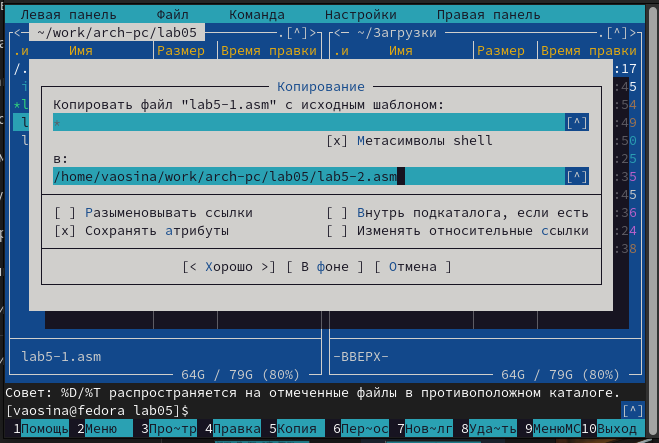 Левая панель Файл Команда Настройки Правая панель
<─ ~/work/arch-pc/lab05 .[^]> <─ ~/Загрузки .[^]>
.и Имя Размер Время правки .и Имя Размер Время правки
/. :17
Копирование
:45
Копировать файл "lab5-1.asm" с исходным шаблоном:
*l :54
* [^]
l :49
[x] Метасимволы shell
l :50
в:
:25
/home/vaosina/work/arch-pc/lab05/lab5-2.asm [^]
:35
:45
[ ] Разыменовывать ссылки [ ] Внутрь подкаталога, если есть
:36
[x] Сохранять атрибуты [ ] Изменять относительные ссылки
:24
:38
[< Хорошо >] [ В фоне ] [ Отмена ]
lab5-1.asm -ВВЕРХ-
64G / 79G (80%) 64G / 79G (80%)
Совет: %D/%T распространяется на отмеченные файлы в противоположном каталоге.
[vaosina@fedora lab05]$ [^]
1Помощь 2Меню 3Про~тр 4Правка 5Копия 6Пер~ос 7Нов~лг 8Уда~ть 9МенюМС 10Выход